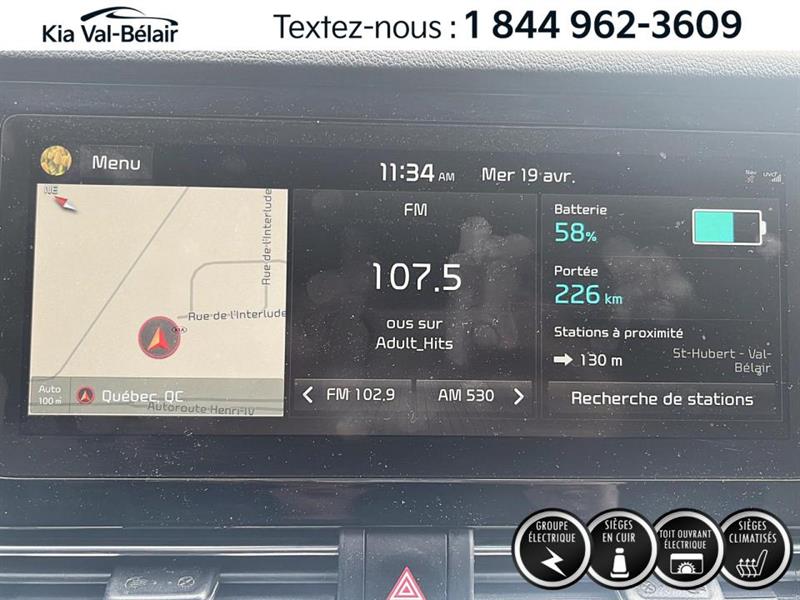 Kia Val-Bélair
Textez-nous : 1 844 962-3609
Menu
11:34 AM
Mer 19 avr.
NE
Rue de l'Interlude
Rue de l'Interlude
KIA
Auto
100 m
Québec, QC
Autoroute Henri-IV
FM
107.5
ous sur
Adult_Hits
FM 102.9
AM 530
Batterie
58%
Portée
226 km
Stations à proximité
130 m
St-Hubert - Val-
Bélair
Recherche de stations
GROUPE
ÉLECTRIQUE
SIÈGES
EN CUIR
TOIT OUVRANT
ÉLECTRIQUE
SIÈGES
CLIMATISÉS